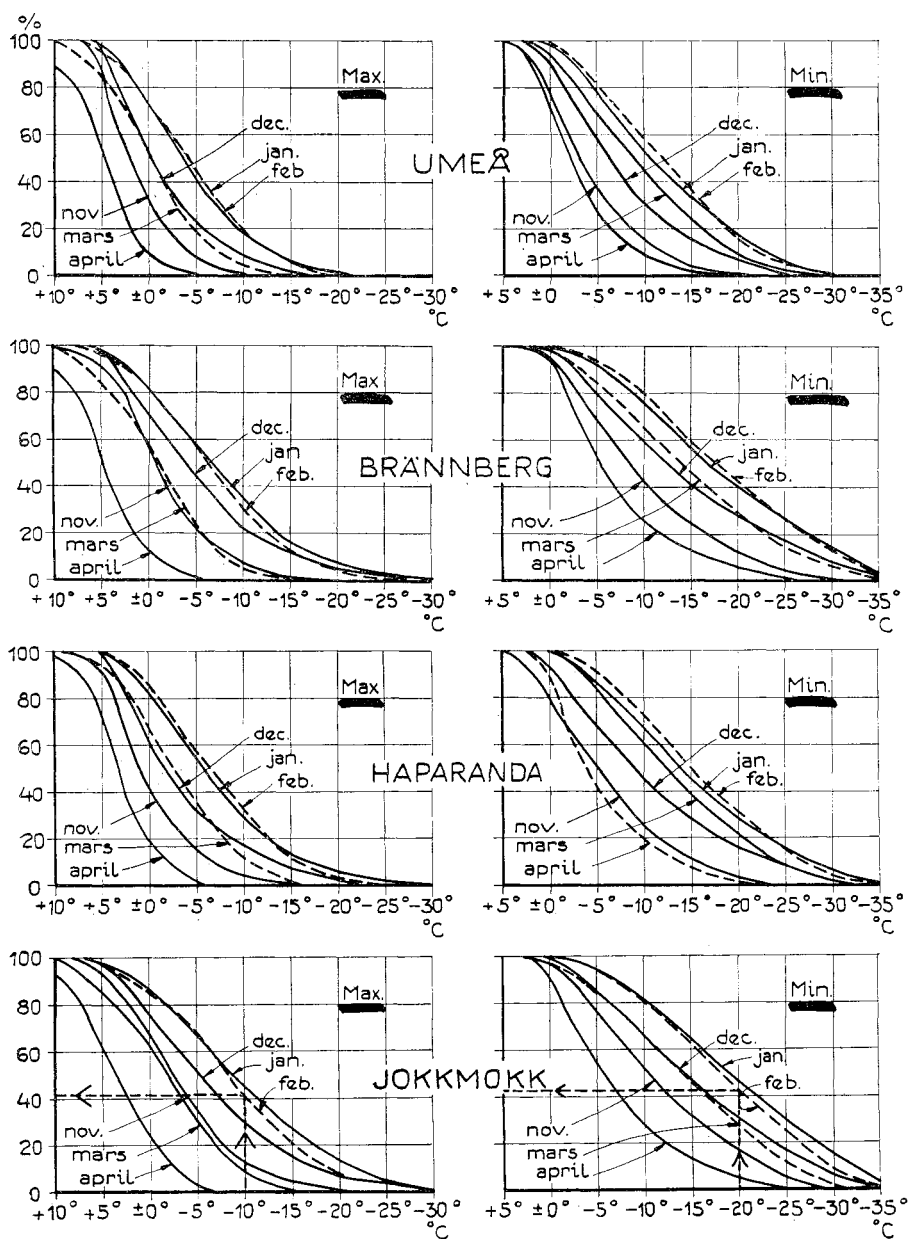 %
100
80
60
40
20
0
Max.
dec.
jan.
feb.
nov.
mars
april
+10° +5° ±0° -5° -10° -15° -20° -25° -30°
°C
UMEÅ
Min.
dec.
jan.
feb.
nov.
mars
april
+5° ±0 -5° -10° -15° -20° -25° -30° -35°
°C
100
80
60
40
20
0
Max
dec.
jan
feb.
nov.
mars
april
+10° +5° ±0° -5° -10° -15° -20° -25° -30°
°C
BRÄNNBERG
Min.
dec.
jan.
feb.
nov.
mars
april
+5° ±0° -5° -10° -15° -20° -25° -30° -35°
°C
100
80
60
40
20
0
Max
dec.
jan.
feb.
nov.
mars
april
+10° +5° ±0° -5° -10° -15° -20° -25° -30°
°C
HAPARANDA
Min.
dec.
jan.
feb.
nov.
mars
april
+5° ±0° -5° -10° -15° -20° -25° -30° -35°
°C
100
80
60
40
20
0
Max.
dec.
jan.
feb.
nov.
mars
april
+10° +5° ±0° -5° -10° -15° -20° -25° -30°
°C
JOKKMOKK
Min.
dec.
jan.
feb.
nov.
mars
april
+5° ±0° -5° -10° -15° -20° -25° -30° -35°
°C